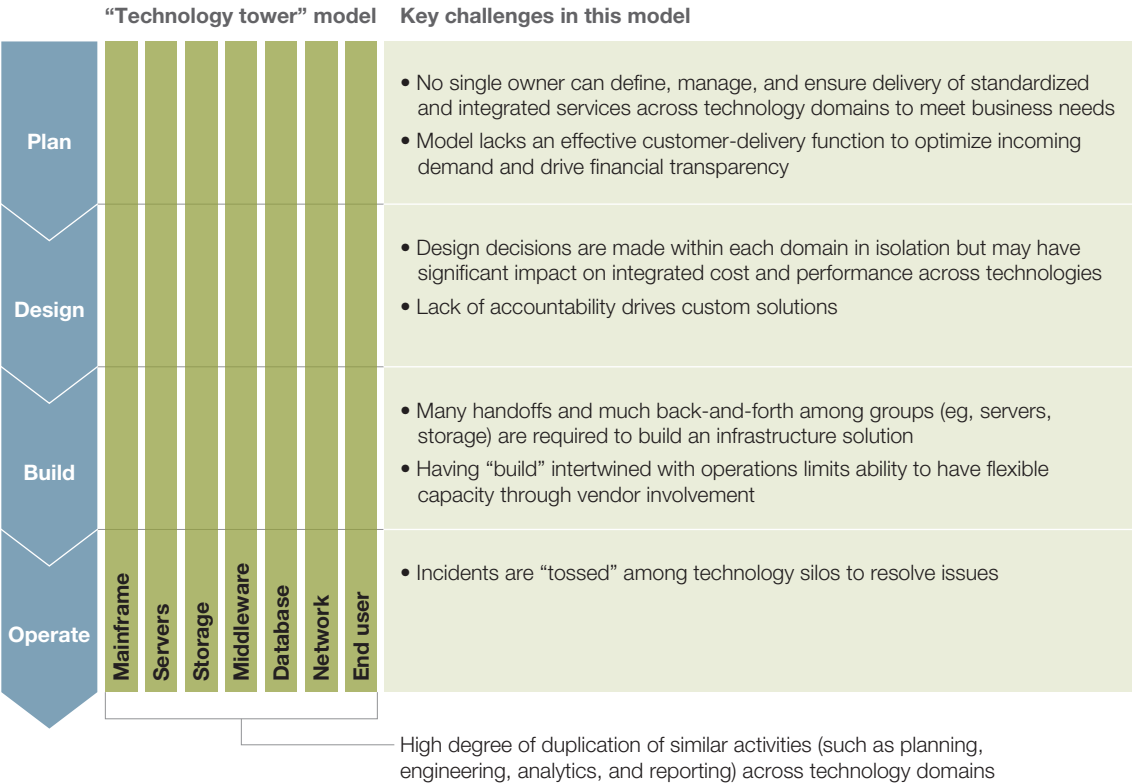 “Technology tower” model
Key challenges in this model
Plan
• No single owner can define, manage, and ensure delivery of standardized
and integrated services across technology domains to meet business needs
• Model lacks an effective customer-delivery function to optimize incoming
demand and drive financial transparency
Design
• Design decisions are made within each domain in isolation but may have
significant impact on integrated cost and performance across technologies
• Lack of accountability drives custom solutions
Build
• Many handoffs and much back-and-forth among groups (eg, servers,
storage) are required to build an infrastructure solution
• Having “build” intertwined with operations limits ability to have flexible
capacity through vendor involvement
Operate
• Incidents are “tossed” among technology silos to resolve issues
Mainframe
Servers
Storage
Middleware
Database
Network
End user
High degree of duplication of similar activities (such as planning,
engineering, analytics, and reporting) across technology domains